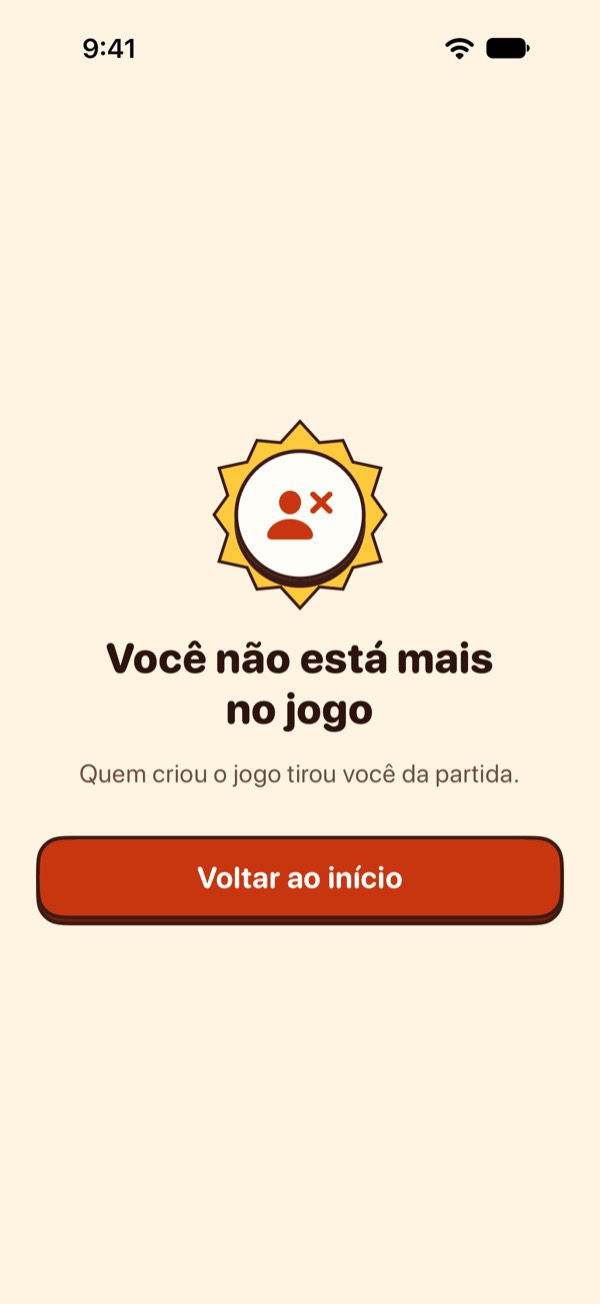 9:41
Você não está mais
no jogo
Quem criou o jogo tirou você da partida.
Voltar ao início